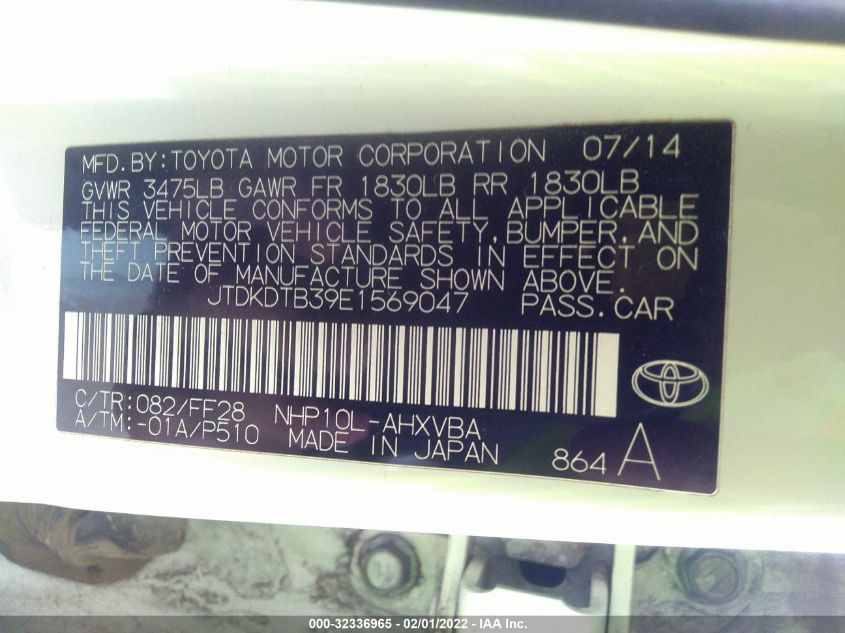 MFD.BY:TOYOTA MOTOR CORPORATION 07/14
GVWR 3475LB GAWR FR 1830LB RR 1830LB
THIS VEHICLE CONFORMS TO ALL APPLICABLE
FEDERAL MOTOR VEHICLE SAFETY,BUMPER,AND
THEFT PREVENTION STANDARDS IN EFFECT ON
THE DATE OF MANUFACTURE SHOWN ABOVE.
JTDKDTB39E1569047 PASS.CAR
C/TR:082/FF28 NHP10L-AHXVBA
A/TM:-01A/P510 MADE IN JAPAN 864 A
000-32336965 - 02/01/2022 - IAA Inc.